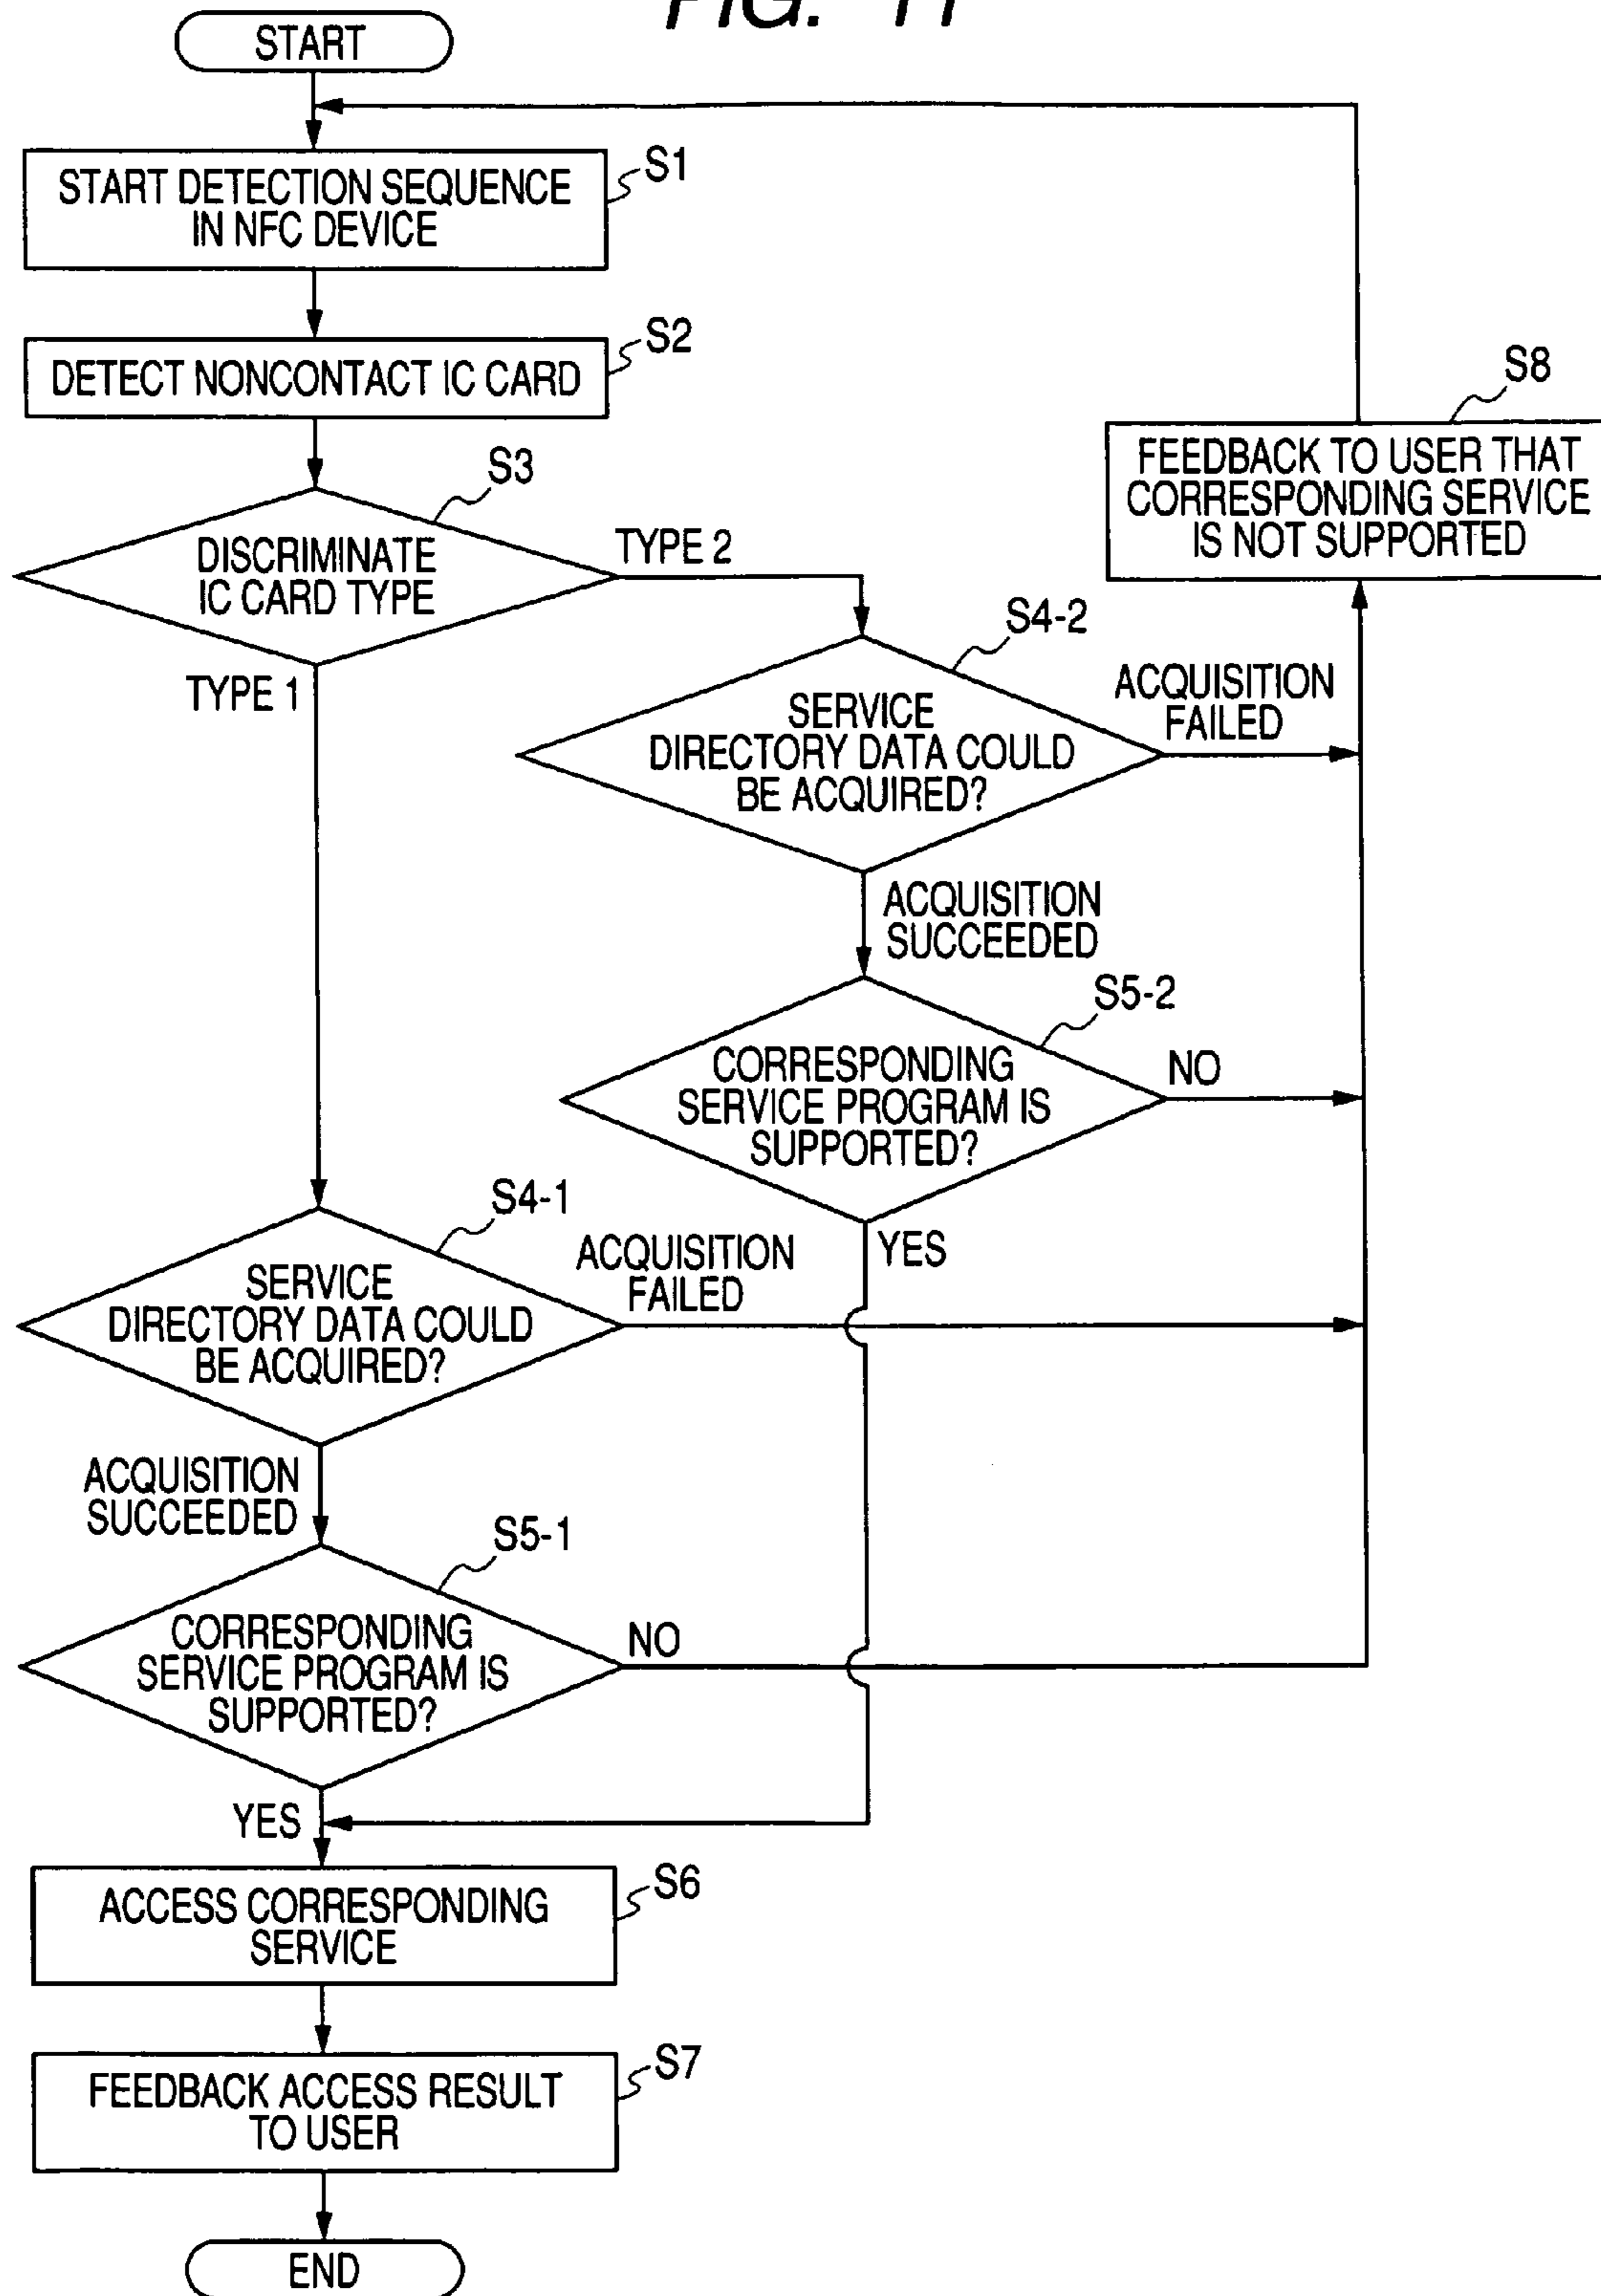 FIG. 11
START
START DETECTION SEQUENCE
IN NFC DEVICE
S1
DETECT NONCONTACT IC CARD
S2
S8
FEEDBACK TO USER THAT
CORRESPONDING SERVICE
IS NOT SUPPORTED
S3
DISCRIMINATE
IC CARD TYPE
TYPE 2
TYPE 1
S4-2
SERVICE
DIRECTORY DATA COULD
BE ACQUIRED?
ACQUISITION
FAILED
ACQUISITION
SUCCEEDED
S5-2
CORRESPONDING
SERVICE PROGRAM IS
SUPPORTED?
NO
YES
S4-1
SERVICE
DIRECTORY DATA COULD
BE ACQUIRED?
ACQUISITION
FAILED
ACQUISITION
SUCCEEDED
S5-1
CORRESPONDING
SERVICE PROGRAM IS
SUPPORTED?
NO
YES
ACCESS CORRESPONDING
SERVICE
S6
FEEDBACK ACCESS RESULT
TO USER
S7
END